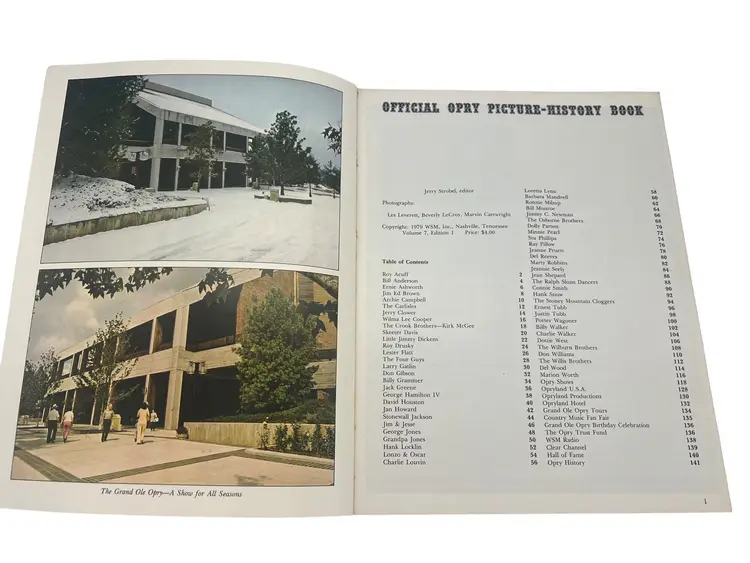 The Grand Ole Opry—A Show for All Seasons
OFFICIAL OPRY PICTURE-HISTORY BOOK
Jerry Strobel, editor
Photographs:
Les Leverett, Beverly LeCroy, Marvin Cartwright
Copyright: 1979 WSM, Inc., Nashville, Tennessee
Volume 7, Edition 1 Price: $4.00
Table of Contents
Roy Acuff 2
Bill Anderson 4
Ernie Ashworth 6
Jim Ed Brown 8
Archie Campbell 10
The Carlisles 12
Jerry Clower 14
Wilma Lee Cooper 16
The Crook Brothers—Kirk McGee 18
Skeeter Davis 20
Little Jimmy Dickens 22
Roy Drusky 24
Lester Flatt 26
The Four Guys 28
Larry Gatlin 30
Don Gibson 32
Billy Grammer 34
Jack Greene 36
George Hamilton IV 38
David Houston 40
Jan Howard 42
Stonewall Jackson 44
Jim & Jesse 46
George Jones 48
Grandpa Jones 50
Hank Locklin 52
Lonzo & Oscar 54
Charlie Louvin 56
Loretta Lynn 58
Barbara Mandrell 60
Ronnie Milsap 62
Bill Monroe 64
Jimmy C. Newman 66
The Osborne Brothers 68
Dolly Parton 70
Minnie Pearl 72
Stu Phillips 74
Ray Pillow 76
Jeanne Pruett 78
Del Reeves 80
Marty Robbins 82
Jeannie Seely 84
Jean Shepard 86
The Ralph Sloan Dancers 88
Connie Smith 90
Hank Snow 92
The Stoney Mountain Cloggers 94
Ernest Tubb 96
Justin Tubb 98
Porter Wagoner 100
Billy Walker 102
Charlie Walker 104
Dottie West 106
The Wilburn Brothers 108
Don Williams 110
The Willis Brothers 112
Del Wood 114
Marion Worth 116
Opry Shows 118
Opryland U.S.A. 128
Opryland Productions 130
Opryland Hotel 132
Grand Ole Opry Tours 134
Country Music Fan Fair 135
Grand Ole Opry Birthday Celebration 136
The Opry Trust Fund 136
WSM Radio 138
Clear Channel 139
Hall of Fame 140
Opry History 141
1